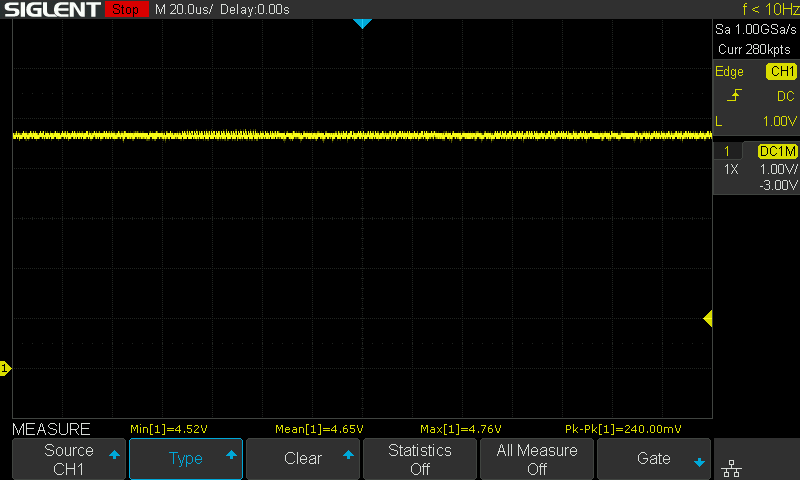 SIGLENT Stop M 20.0us/ Delay:0.00s f < 10Hz
Sa 1.00GSa/s
Curr 280kpts
Edge CH1
DC
L 1.00V
1 DC1M
1X 1.00V/
-3.00V
1
MEASURE Min[1]=4.52V Mean[1]=4.65V Max[1]=4.76V Pk-Pk[1]=240.00mV
Source
CH1
Type
Clear
Statistics
Off
All Measure
Off
Gate